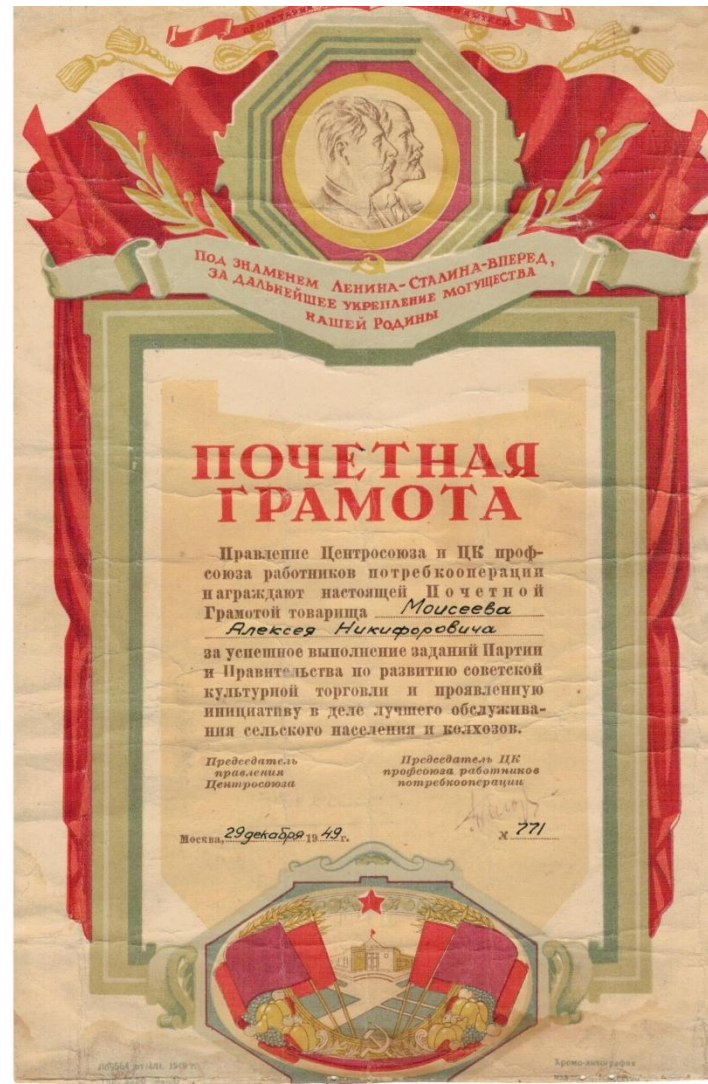 ПРОЛЕТАРИИ
ПОД ЗНАМЕНЕМ ЛЕНИНА-СТАЛИНА-ВПЕРЕД,
ЗА ДАЛЬНЕЙШЕЕ УКРЕПЛЕНИЕ МОГУЩЕСТВА
НАШЕЙ РОДИНЫ
ПОЧЕТНАЯ
ГРАМОТА
Правление Центросоюза и ЦК проф-
союза работников потребкооперации
награждают настоящей Почетной
Грамотой товарища Моисеева
Алексея Никифоровича
за успешное выполнение заданий Партии
и Правительства по развитию советской
культурной торговли и проявленную
инициативу в деле лучшего обслужива-
ния сельского населения и колхозов.
Председатель
правления
Центросоюза
Председатель ЦК
профсоюза работников
потребкооперации
Москва, 29 декабря 1949 г.
№ 771
Хромо-литография